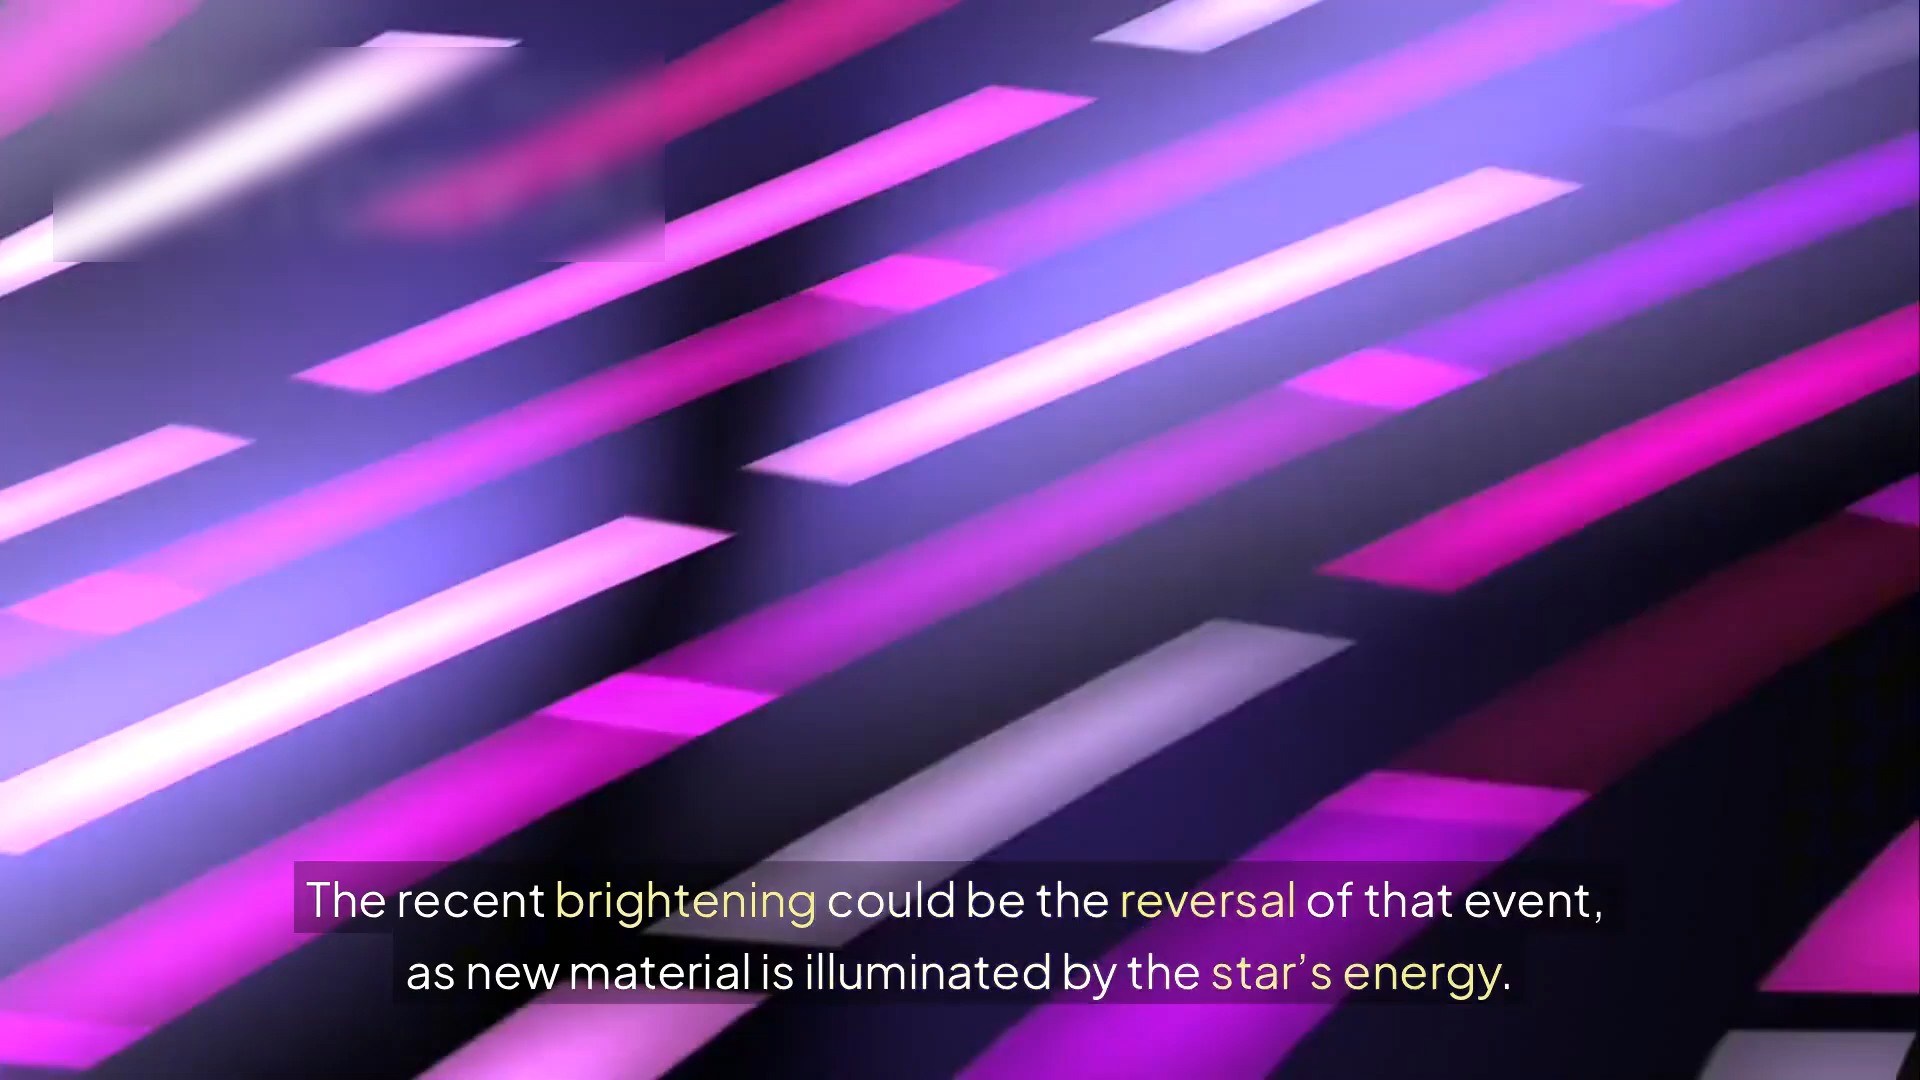 The recent brightening could be the reversal of that event,
as new material is illuminated by the star’s energy.